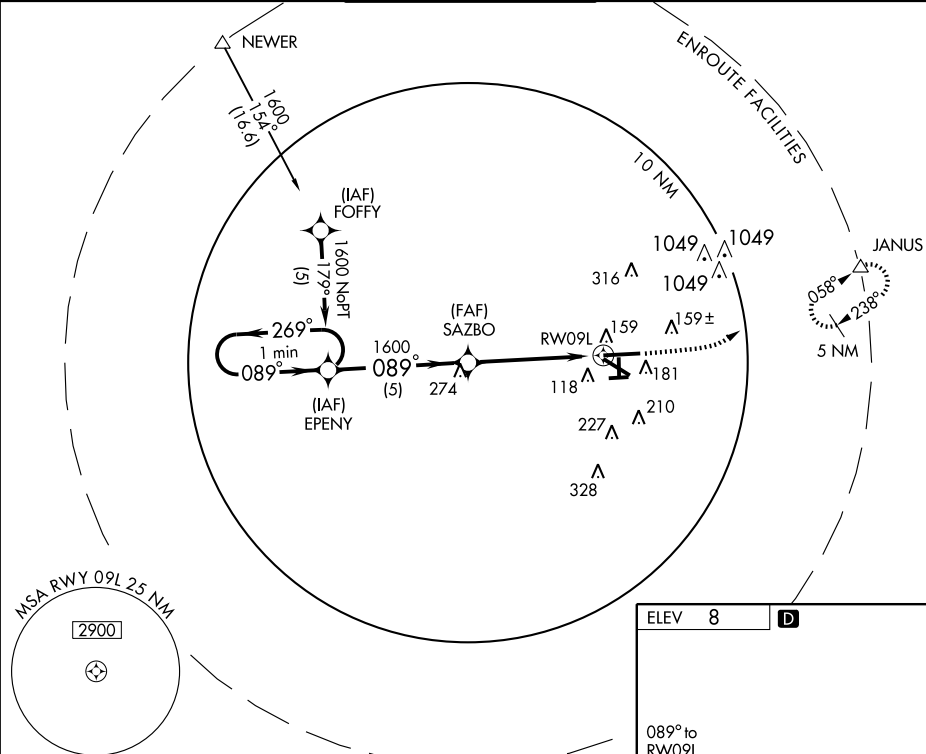 NEWER
ENROUTE FACILITIES
1600
154°
(16.6)
10 NM
(IAF)
FOFFY
1600 NoPT
179°
(5)
1049
1049
1049
JANUS
058°
238°
5 NM
316
(FAF)
SAZBO
RW09L
159
159±
269°
1 min
089°
1600
089°
(5)
274
118
181
(IAF)
EPENY
227
210
328
MSA RWY 09L 25 NM
2900
ELEV 8
D
089° to
RW09L